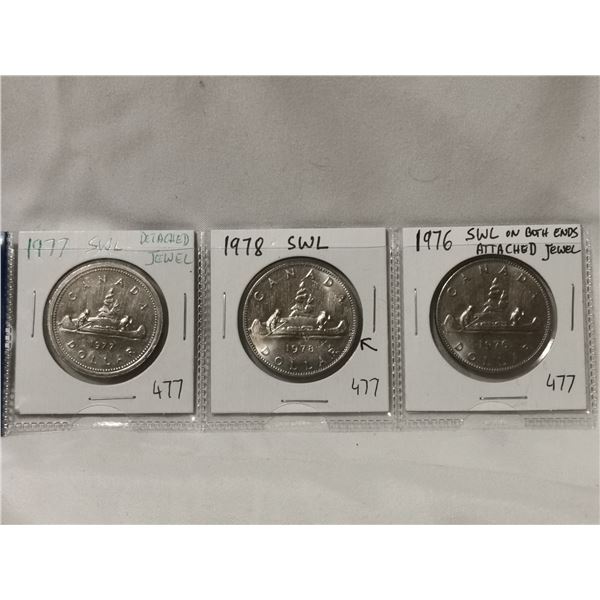 1977 SWL DETACHED
JEWEL
CANADA
1977
DOLLAR
477
1978 SWL
CANADA
1978
DOLLAR
477
1976 SWL ON BOTH ENDS
ATTACHED JEWEL
CANADA
1976
DOLLAR
477